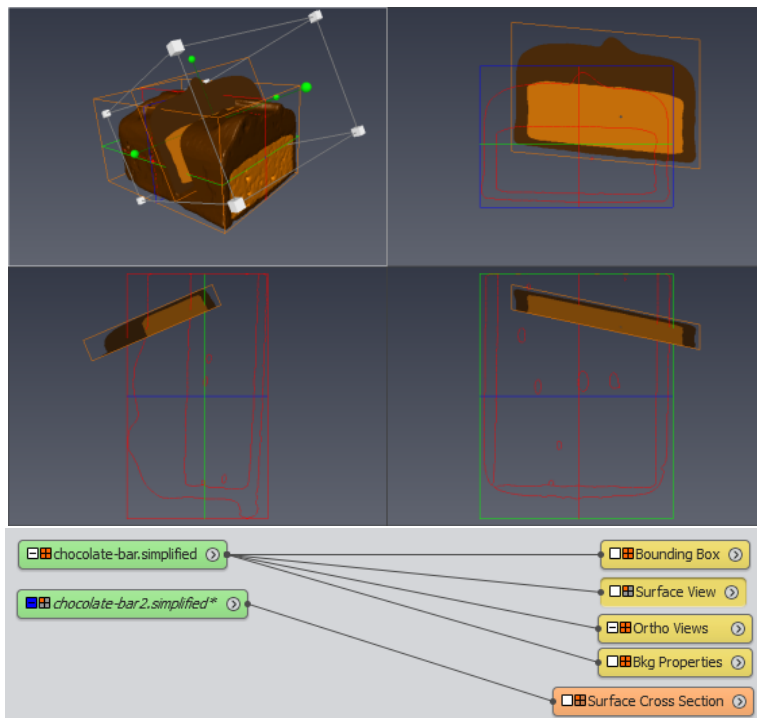 chocolate-bar.simplified
Bounding Box
chocolate-bar2.simplified*
Surface View
Ortho Views
Bkg Properties
Surface Cross Section